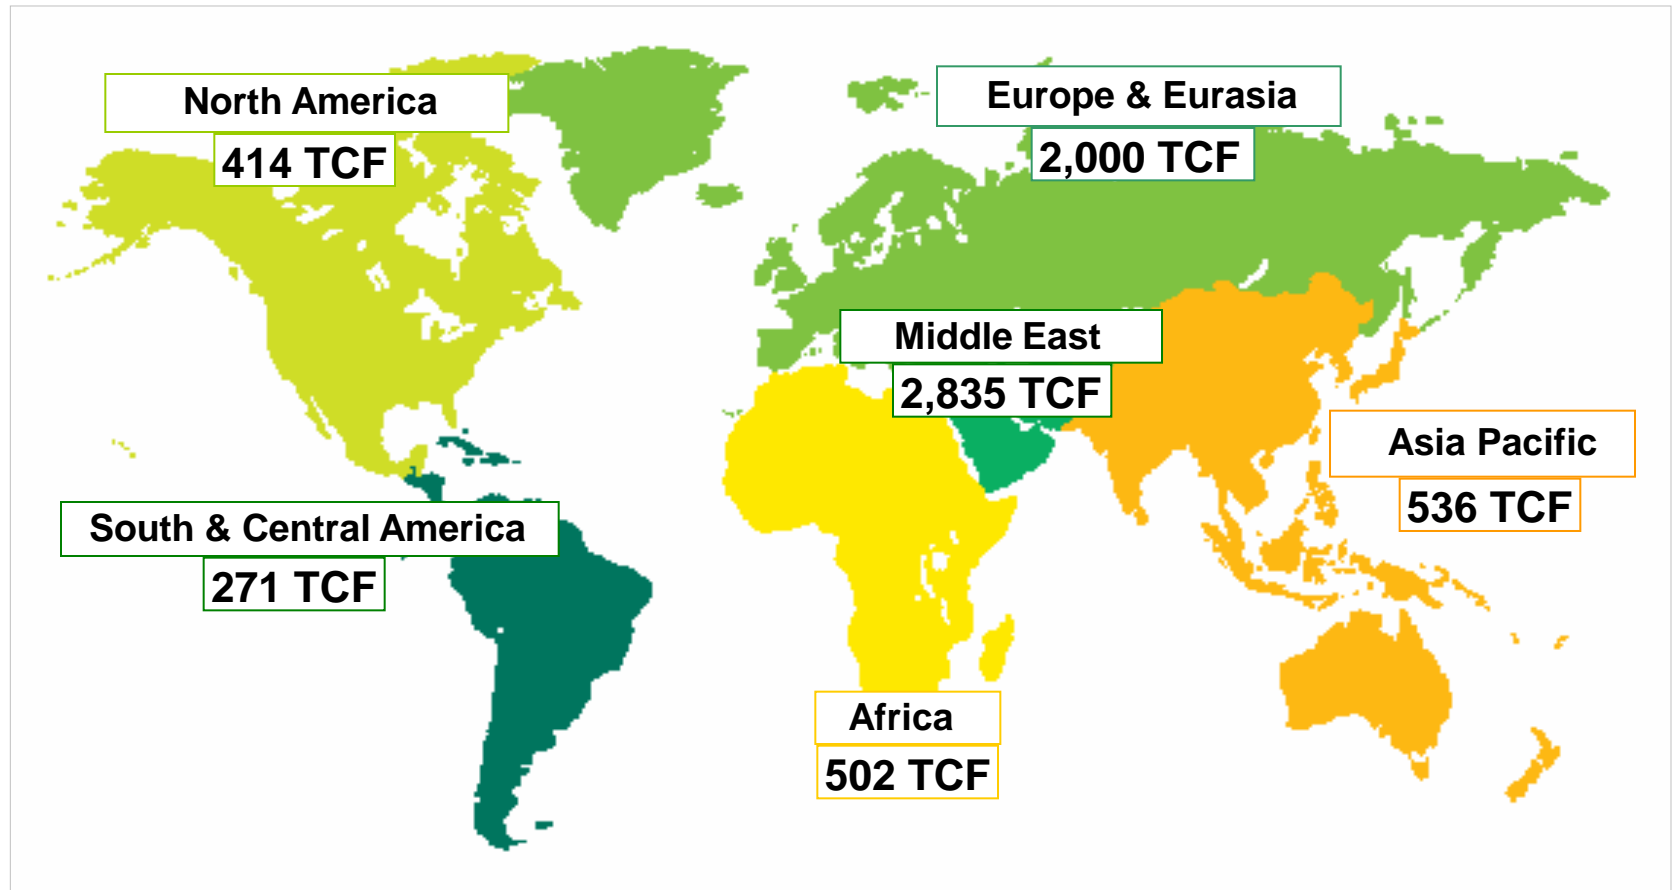 North America
414 TCF
Europe & Eurasia
2,000 TCF
Middle East
2,835 TCF
Asia Pacific
536 TCF
South & Central America
271 TCF
Africa
502 TCF